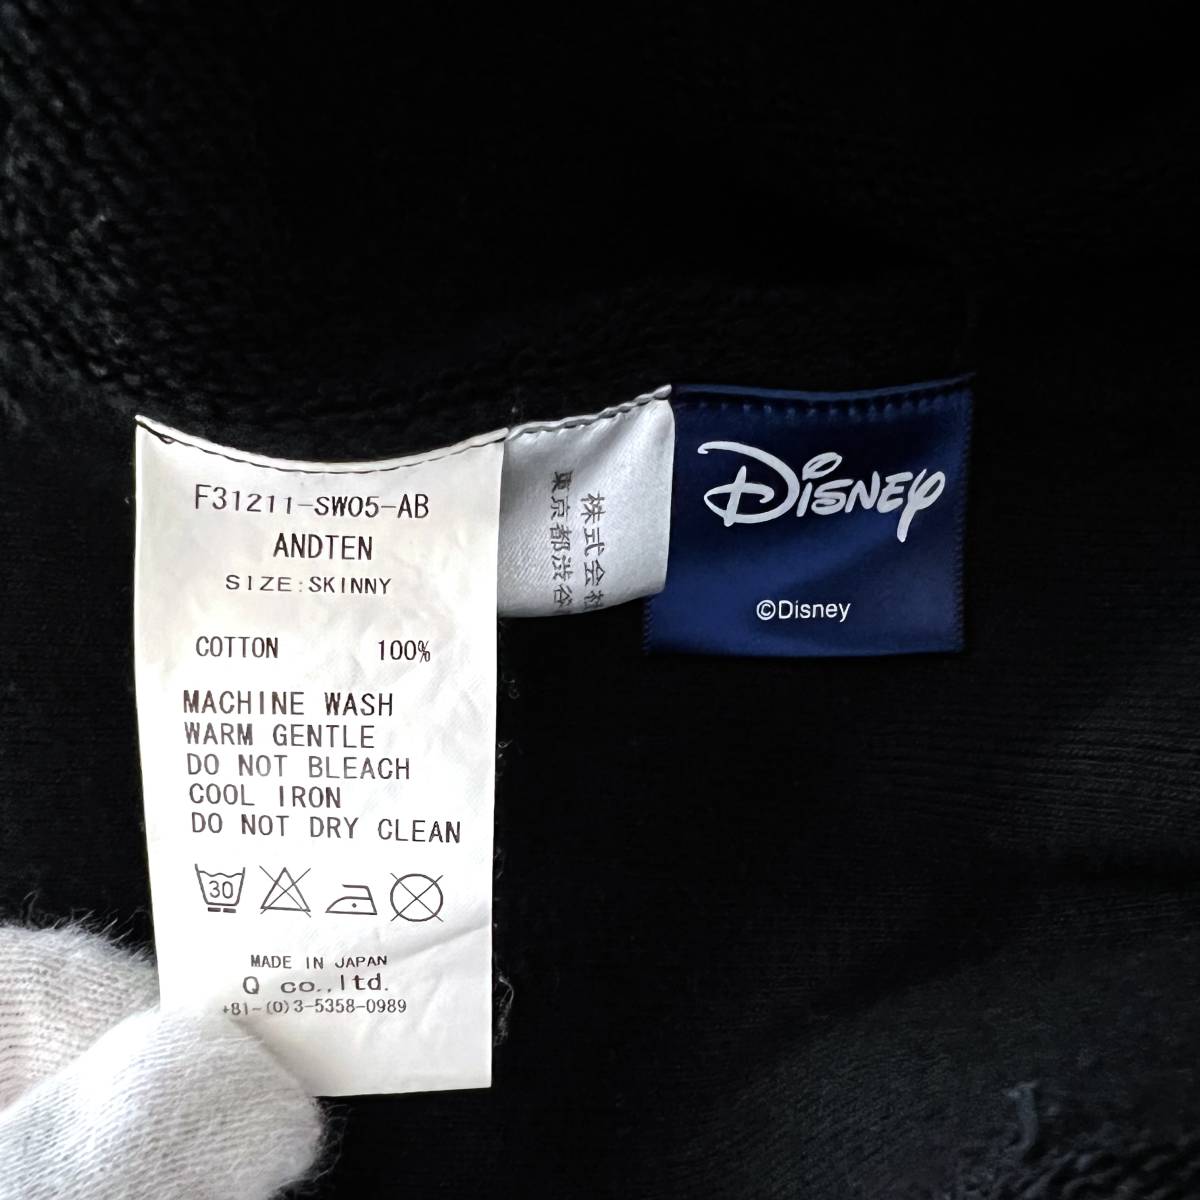 F31211-SW05-AB
ANDTEN
SIZE:SKINNY
COTTON 100%
MACHINE WASH
WARM GENTLE
DO NOT BLEACH
COOL IRON
DO NOT DRY CLEAN
30
MADE IN JAPAN
Q co.,ltd.
+81-(0)3-5358-0989
株式会社
東京都渋谷
DISNEY
©Disney